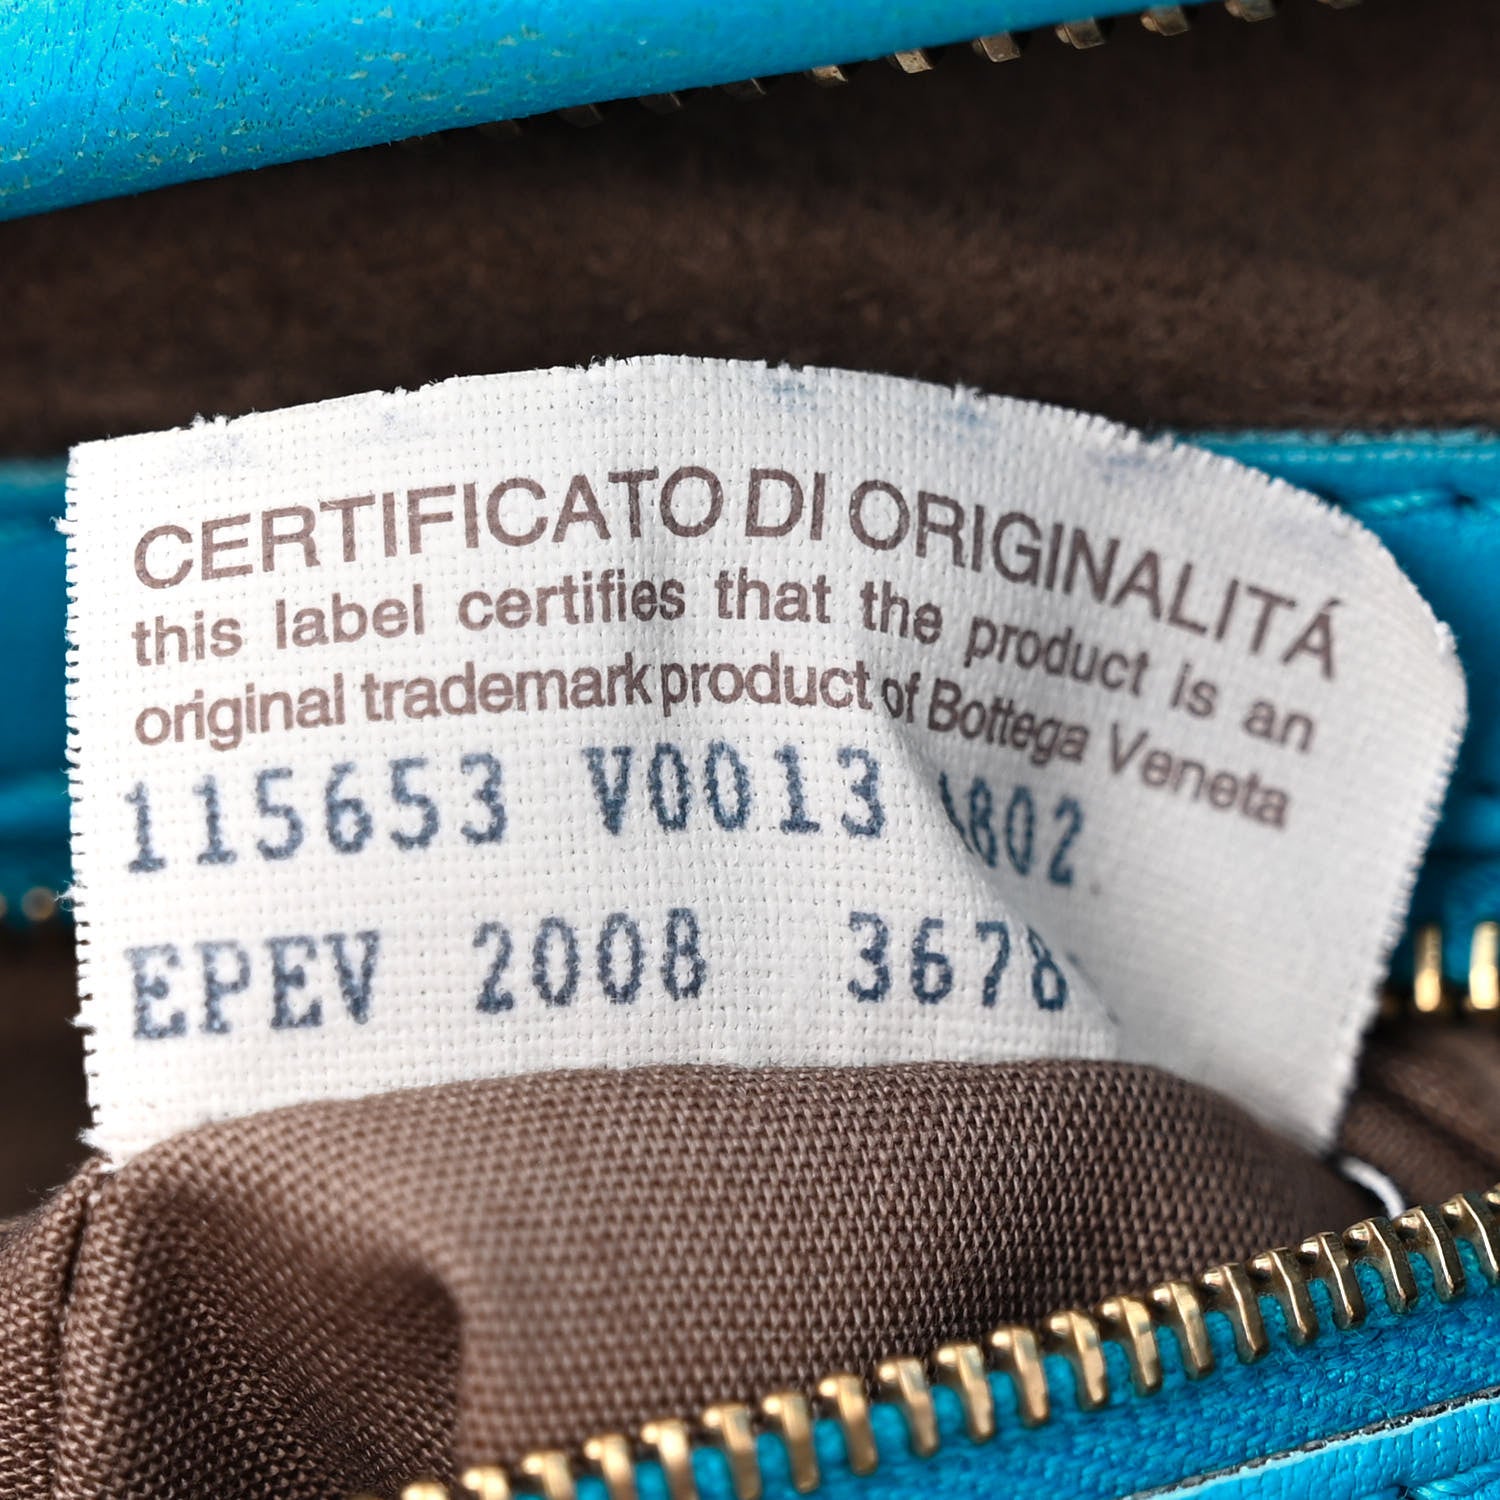 CERTIFICATO DI ORIGINALITÁ
this label certifies that the product is an
original trademark product of Bottega Veneta
115653 V0013
EPEV 2008 3678